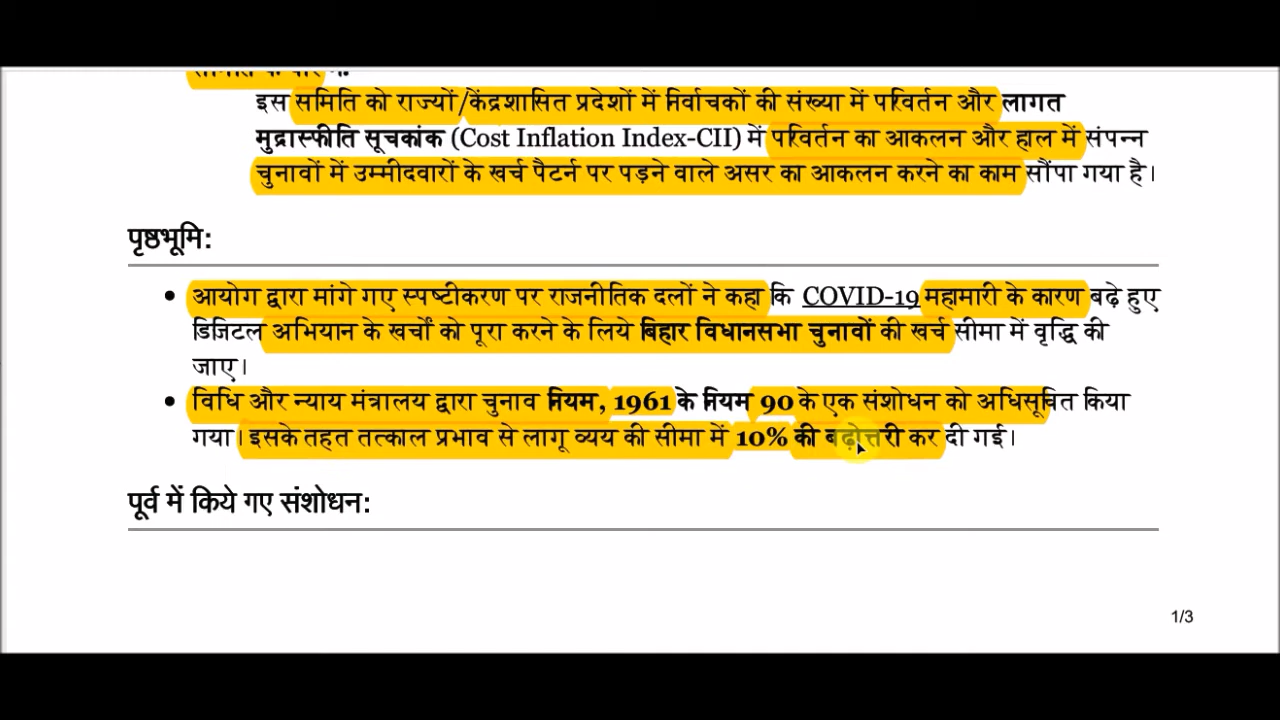 इस समिति को राज्यों/केंद्रशासित प्रदेशों में निर्वाचकों की संख्या में परिवर्तन और लागत
मुद्रास्फीति सूचकांक (Cost Inflation Index-CII) में परिवर्तन का आकलन और हाल में संपन्न
चुनावों में उम्मीदवारों के खर्च पैटर्न पर पड़ने वाले असर का आकलन करने का काम सौंपा गया है।
पृष्ठभूमि:
• आयोग द्वारा मांगे गए स्पष्टीकरण पर राजनीतिक दलों ने कहा कि COVID-19 महामारी के कारण बढ़े हुए
डिजिटल अभियान के खर्चों को पूरा करने के लिये बिहार विधानसभा चुनावों की खर्च सीमा में वृद्धि की
जाए।
• विधि और न्याय मंत्रालय द्वारा चुनाव नियम, 1961 के नियम 90 के एक संशोधन को अधिसूचित किया
गया। इसके तहत तत्काल प्रभाव से लागू व्यय की सीमा में 10% की बढ़ोत्तरी कर दी गई।
पूर्व में किये गए संशोधन:
1/3